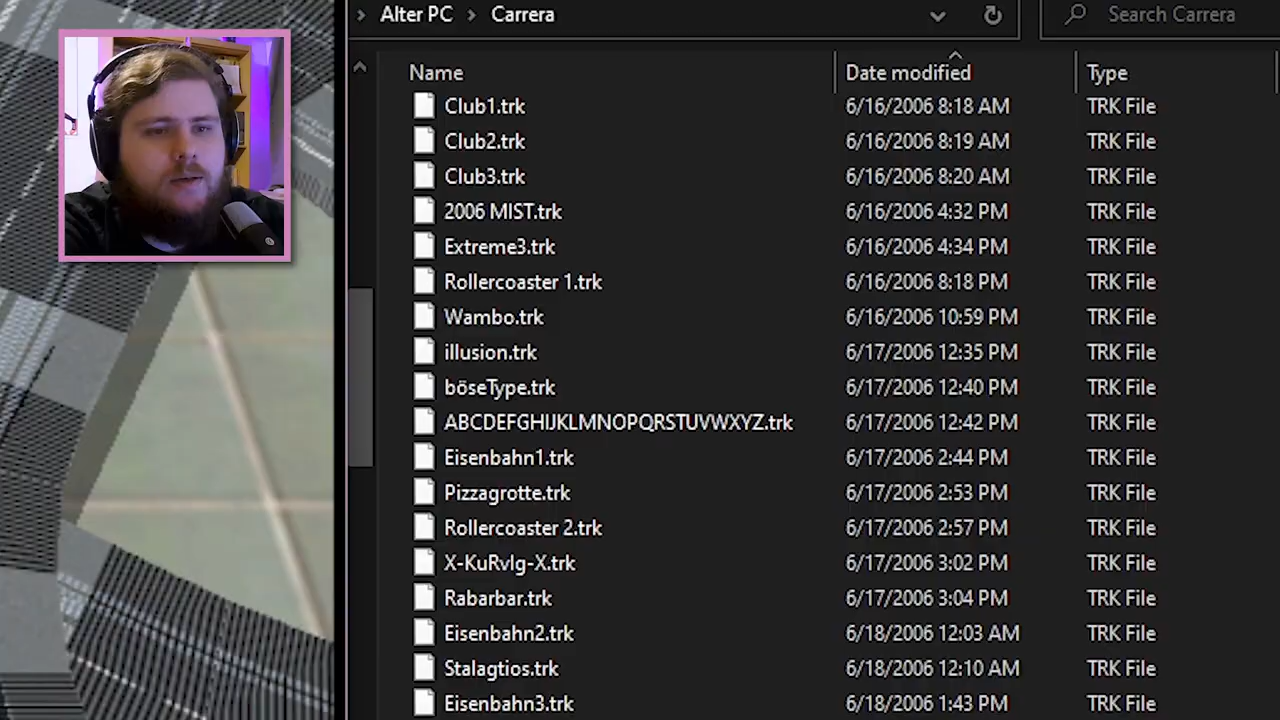 Alter PC > Carrera Search Carrera
Name Date modified Type
Club1.trk 6/16/2006 8:18 AM TRK File
Club2.trk 6/16/2006 8:19 AM TRK File
Club3.trk 6/16/2006 8:20 AM TRK File
2006 MIST.trk 6/16/2006 4:32 PM TRK File
Extreme3.trk 6/16/2006 4:34 PM TRK File
Rollercoaster 1.trk 6/16/2006 8:18 PM TRK File
Wambo.trk 6/16/2006 10:59 PM TRK File
illusion.trk 6/17/2006 12:35 PM TRK File
böseType.trk 6/17/2006 12:40 PM TRK File
ABCDEFGHIJKLMNOPQRSTUVWXYZ.trk 6/17/2006 12:42 PM TRK File
Eisenbahn1.trk 6/17/2006 2:44 PM TRK File
Pizzagrotte.trk 6/17/2006 2:53 PM TRK File
Rollercoaster 2.trk 6/17/2006 2:57 PM TRK File
X-KuRvIg-X.trk 6/17/2006 3:02 PM TRK File
Rabarbar.trk 6/17/2006 3:04 PM TRK File
Eisenbahn2.trk 6/18/2006 12:03 AM TRK File
Stalagtios.trk 6/18/2006 12:10 AM TRK File
Eisenbahn3.trk 6/18/2006 1:43 PM TRK File